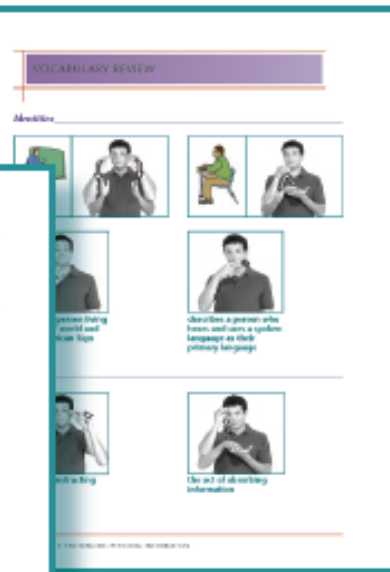 VOCABULARY REVIEW
Identities
person living
world and
Sign
describes a person who
hears and uses a spoken
language as their
primary language
the act of absorbing
information